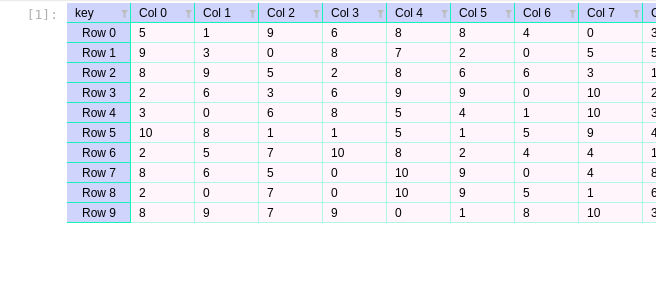 [1]: key Col 0 Col 1 Col 2 Col 3 Col 4 Col 5 Col 6 Col 7
Row 0 5 1 9 6 8 8 4 0 3
Row 1 9 3 0 8 7 2 0 5 5
Row 2 8 9 5 2 8 6 6 3 1
Row 3 2 6 3 6 9 9 0 10 2
Row 4 3 0 6 8 5 4 1 10 3
Row 5 10 8 1 1 5 1 5 9 4
Row 6 2 5 7 10 8 2 4 4 1
Row 7 8 6 5 0 10 9 0 4 8
Row 8 2 0 7 0 10 9 5 1 6
Row 9 8 9 7 9 0 1 8 10 3